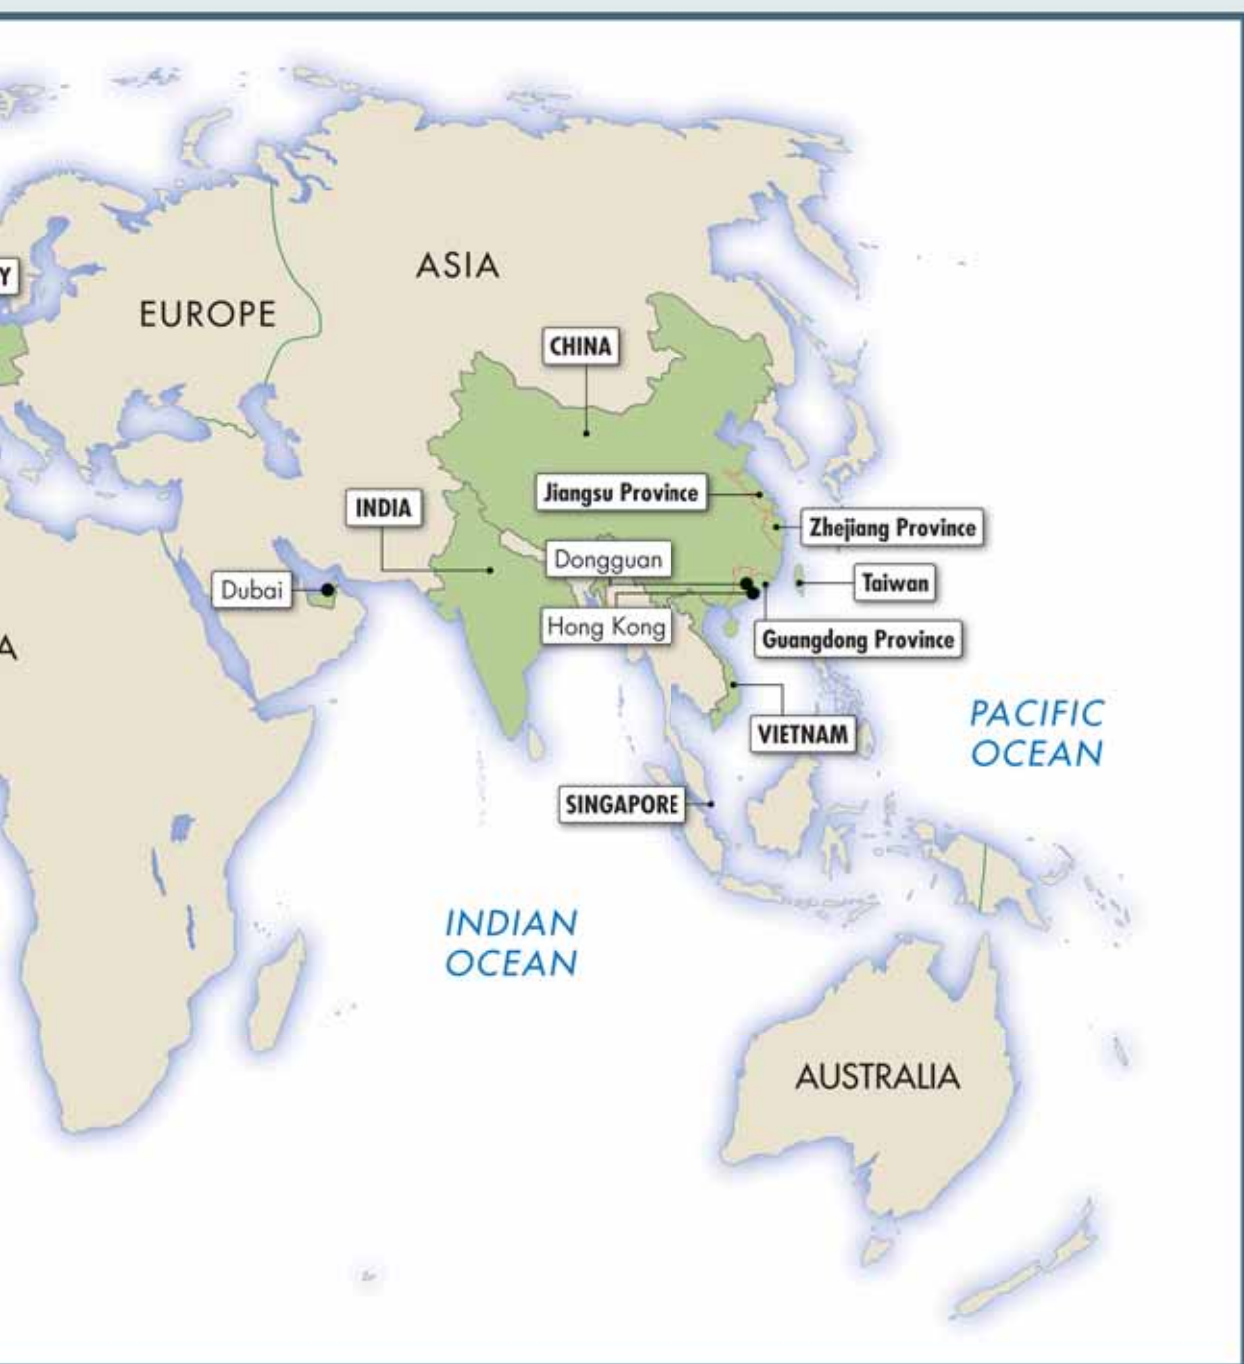 ASIA
Y
EUROPE
CHINA
Jiangsu Province
INDIA
Zhejiang Province
Dongguan
Dubai
Taiwan
Hong Kong
Guangdong Province
A
PACIFIC
OCEAN
VIETNAM
SINGAPORE
INDIAN
OCEAN
AUSTRALIA